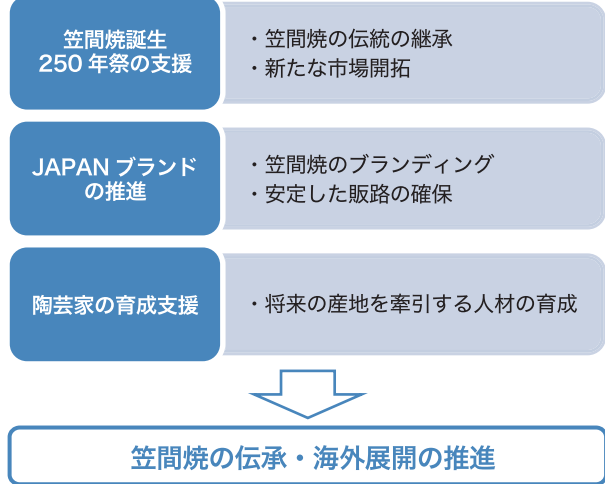 笠間焼誕生
250 年祭の支援
・笠間焼の伝統の継承
・新たな市場開拓
JAPAN ブランド
の推進
・笠間焼のブランディング
・安定した販路の確保
陶芸家の育成支援
・将来の産地を牽引する人材の育成
笠間焼の伝承・海外展開の推進